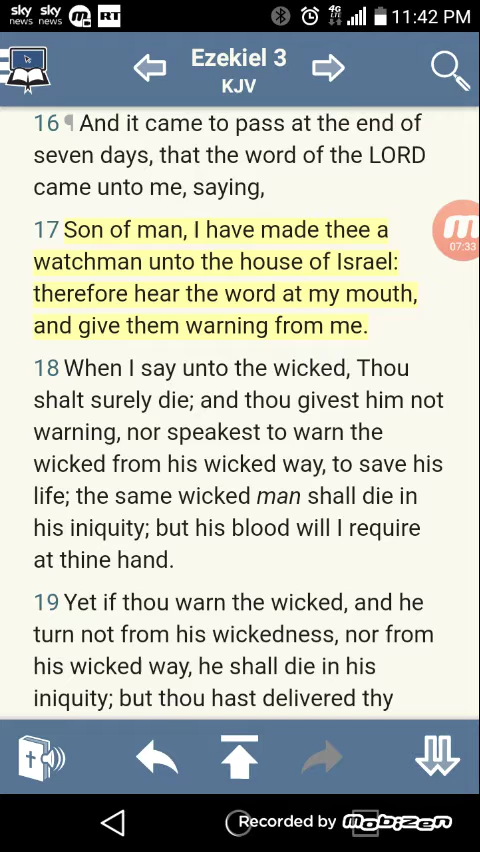 sky sky RT 4G 11:42 PM
news news LTE
Ezekiel 3
KJV
16 ¶ And it came to pass at the end of
seven days, that the word of the LORD
came unto me, saying,
17 Son of man, I have made thee a
watchman unto the house of Israel:
therefore hear the word at my mouth,
and give them warning from me.
07:33
18 When I say unto the wicked, Thou
shalt surely die; and thou givest him not
warning, nor speakest to warn the
wicked from his wicked way, to save his
life; the same wicked man shall die in
his iniquity; but his blood will I require
at thine hand.
19 Yet if thou warn the wicked, and he
turn not from his wickedness, nor from
his wicked way, he shall die in his
iniquity; but thou hast delivered thy
Recorded by Mobizen